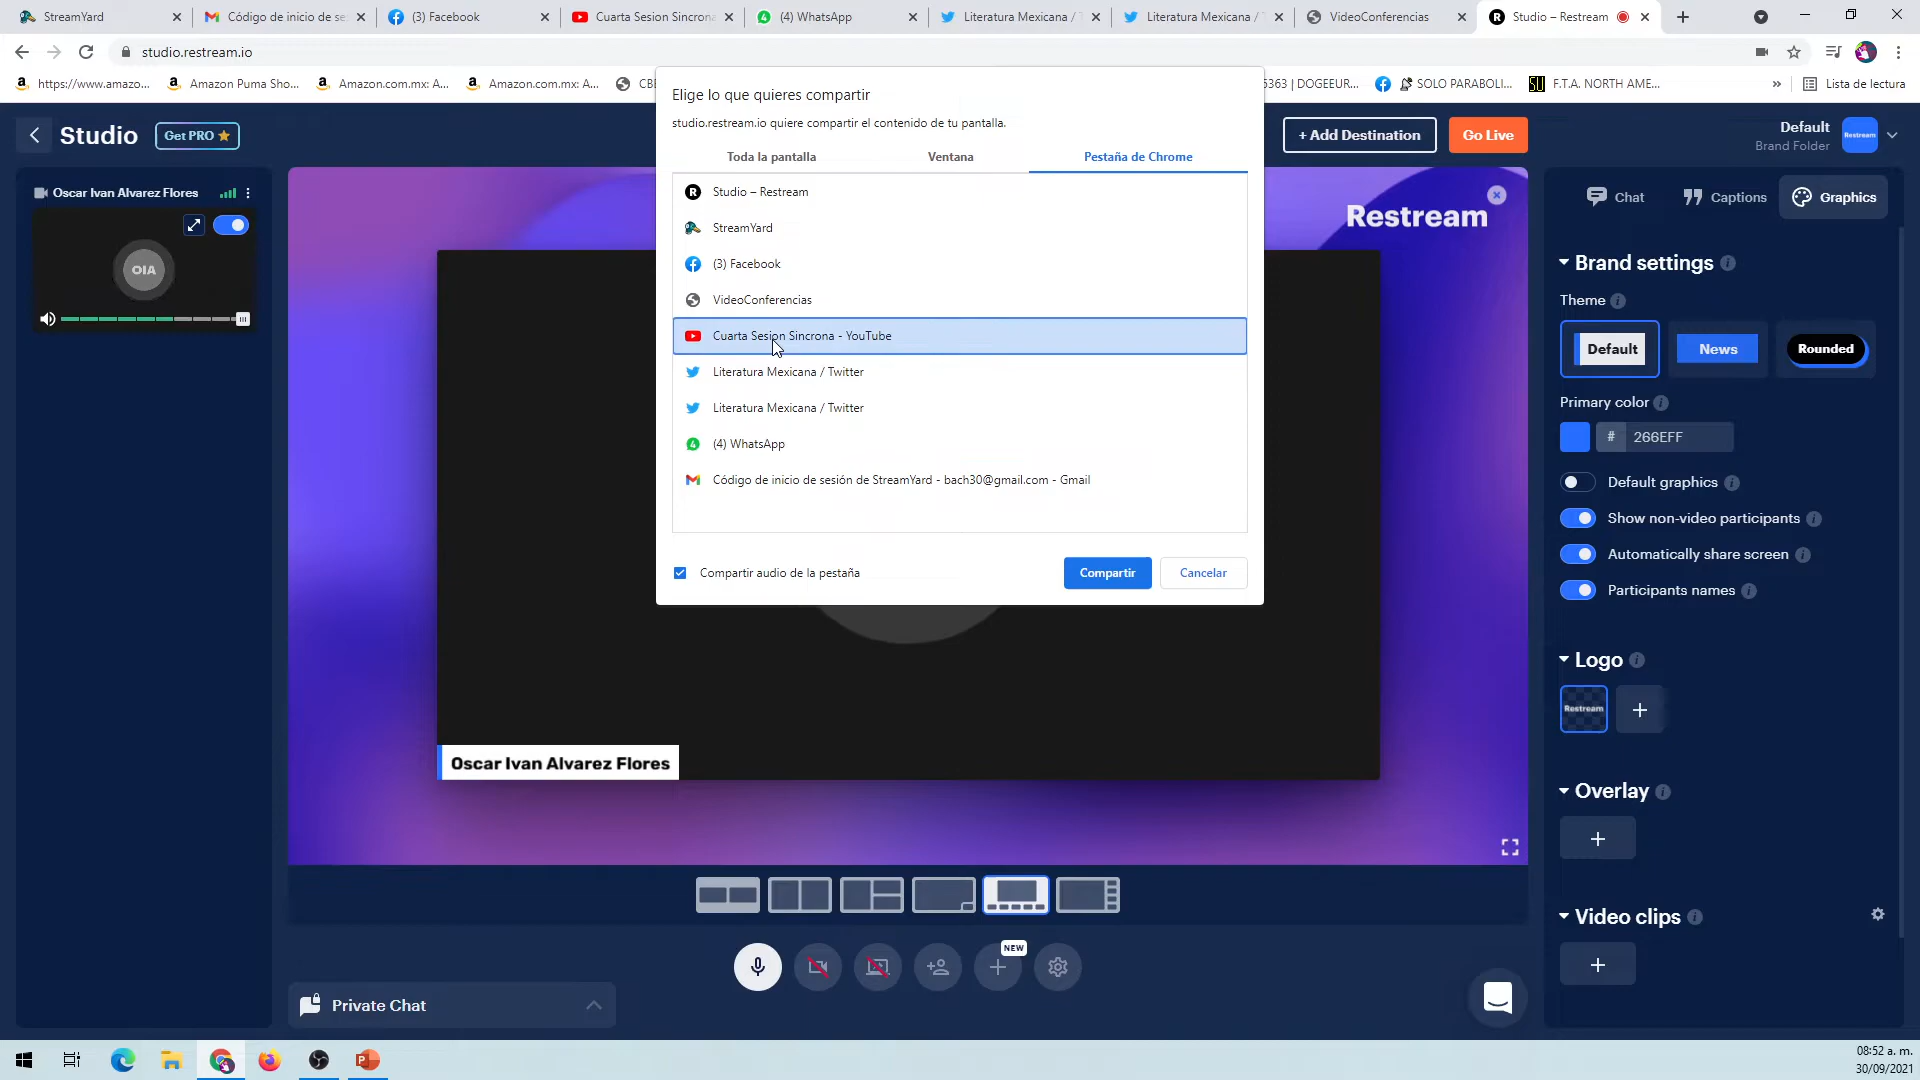 StreamYard
Código de inicio de se
(3) Facebook
Cuarta Sesion Sincrona
(4) WhatsApp
Literatura Mexicana / T
Literatura Mexicana / T
VideoConferencias
Studio – Restream
studio.restream.io
https://www.amazo...
Amazon Puma Sho...
Amazon.com.mx: A...
Amazon.com.mx: A...
5363 | DOGEEUR...
SOLO PARABOLI...
F.T.A. NORTH AME...
»
Lista de lectura
Studio
Get PRO
+ Add Destination
Go Live
Default
Brand Folder
Restream
Elige lo que quieres compartir
studio.restream.io quiere compartir el contenido de tu pantalla.
Toda la pantalla
Ventana
Pestaña de Chrome
Studio – Restream
StreamYard
(3) Facebook
VideoConferencias
Cuarta Sesion Sincrona - YouTube
Literatura Mexicana / Twitter
Literatura Mexicana / Twitter
(4) WhatsApp
Código de inicio de sesión de StreamYard - bach30@gmail.com - Gmail
Compartir audio de la pestaña
Compartir
Cancelar
Oscar Ivan Alvarez Flores
OIA
Restream
Oscar Ivan Alvarez Flores
Chat
Captions
Graphics
Brand settings
Theme
Default
News
Rounded
Primary color
# 266EFF
Default graphics
Show non-video participants
Automatically share screen
Participants names
Logo
Restream
Overlay
Video clips
NEW
Private Chat
08:52 a. m.
30/09/2021